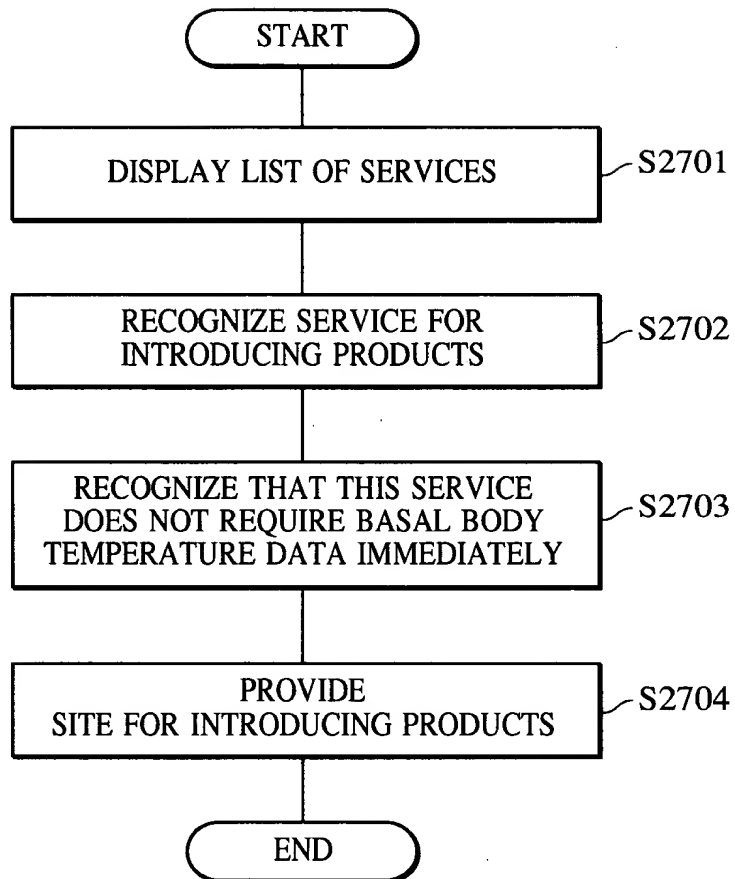 START
DISPLAY LIST OF SERVICES
S2701
RECOGNIZE SERVICE FOR
INTRODUCING PRODUCTS
S2702
RECOGNIZE THAT THIS SERVICE
DOES NOT REQUIRE BASAL BODY
TEMPERATURE DATA IMMEDIATELY
S2703
PROVIDE
SITE FOR INTRODUCING PRODUCTS
S2704
END